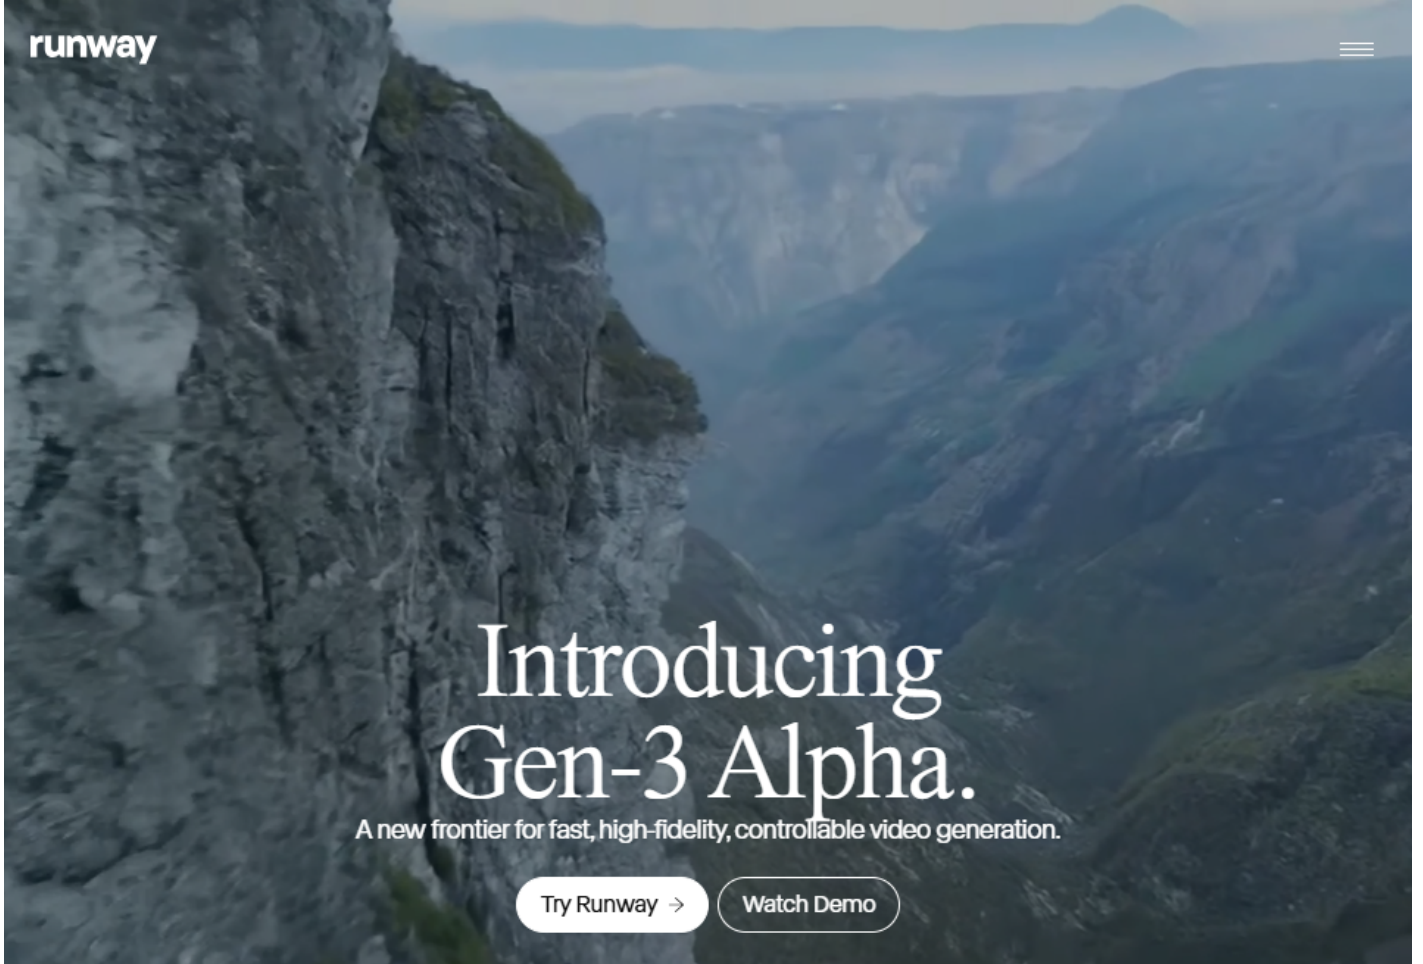 runway
Introducing
Gen-3 Alpha.
A new frontier for fast, high-fidelity, controllable video generation.
Try Runway →
Watch Demo